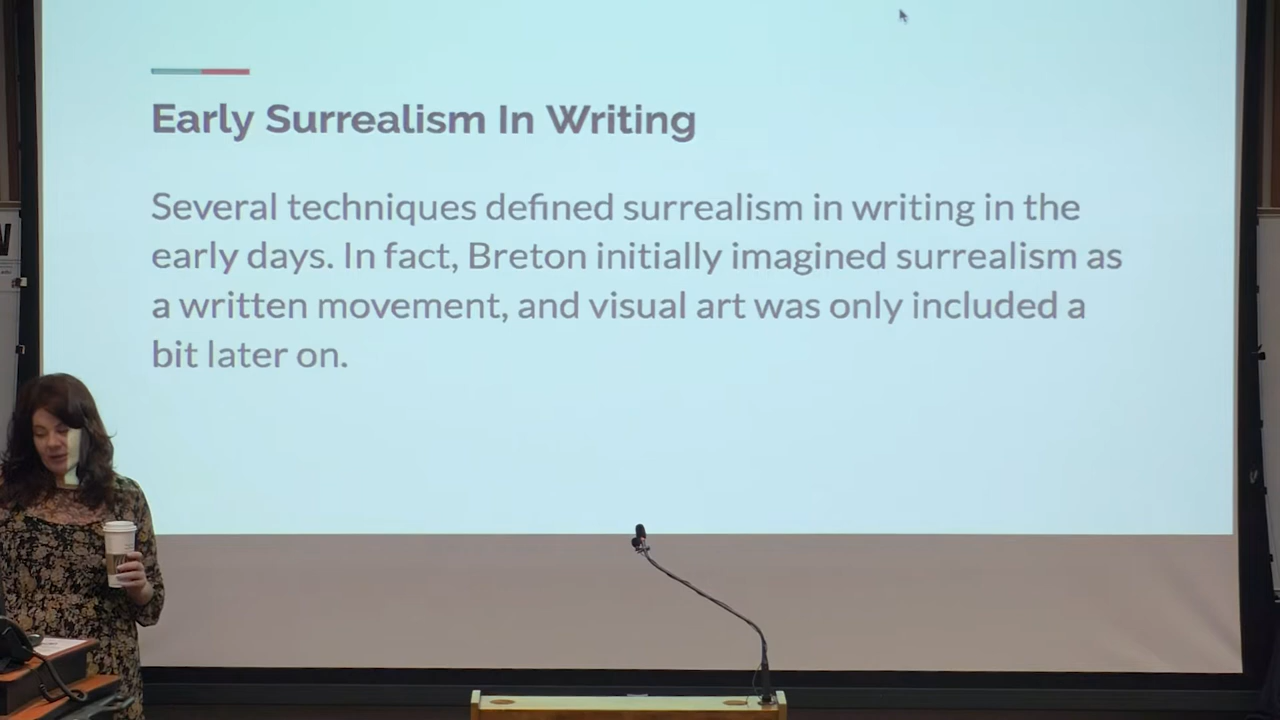 Early Surrealism In Writing
Several techniques defined surrealism in writing in the
early days. In fact, Breton initially imagined surrealism as
a written movement, and visual art was only included a
bit later on.